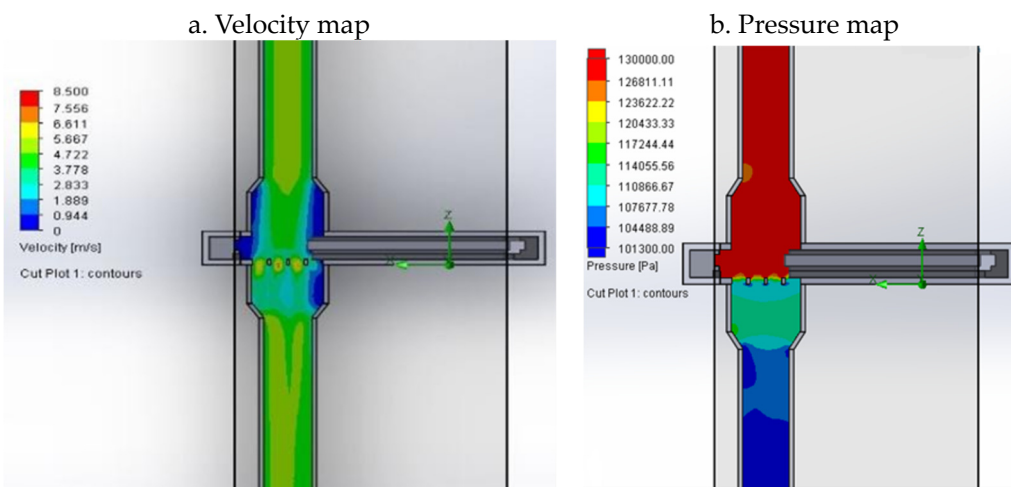 a. Velocity map
8.500
7.556
6.611
5.667
4.722
3.778
2.833
1.889
0.944
0
Velocity [m/s]
Cut Plot 1: contours
Z
X
b. Pressure map
130000.00
126811.11
123622.22
120433.33
117244.44
114055.56
110866.67
107677.78
104488.89
101300.00
Pressure [Pa]
Cut Plot 1: contours
Z
X